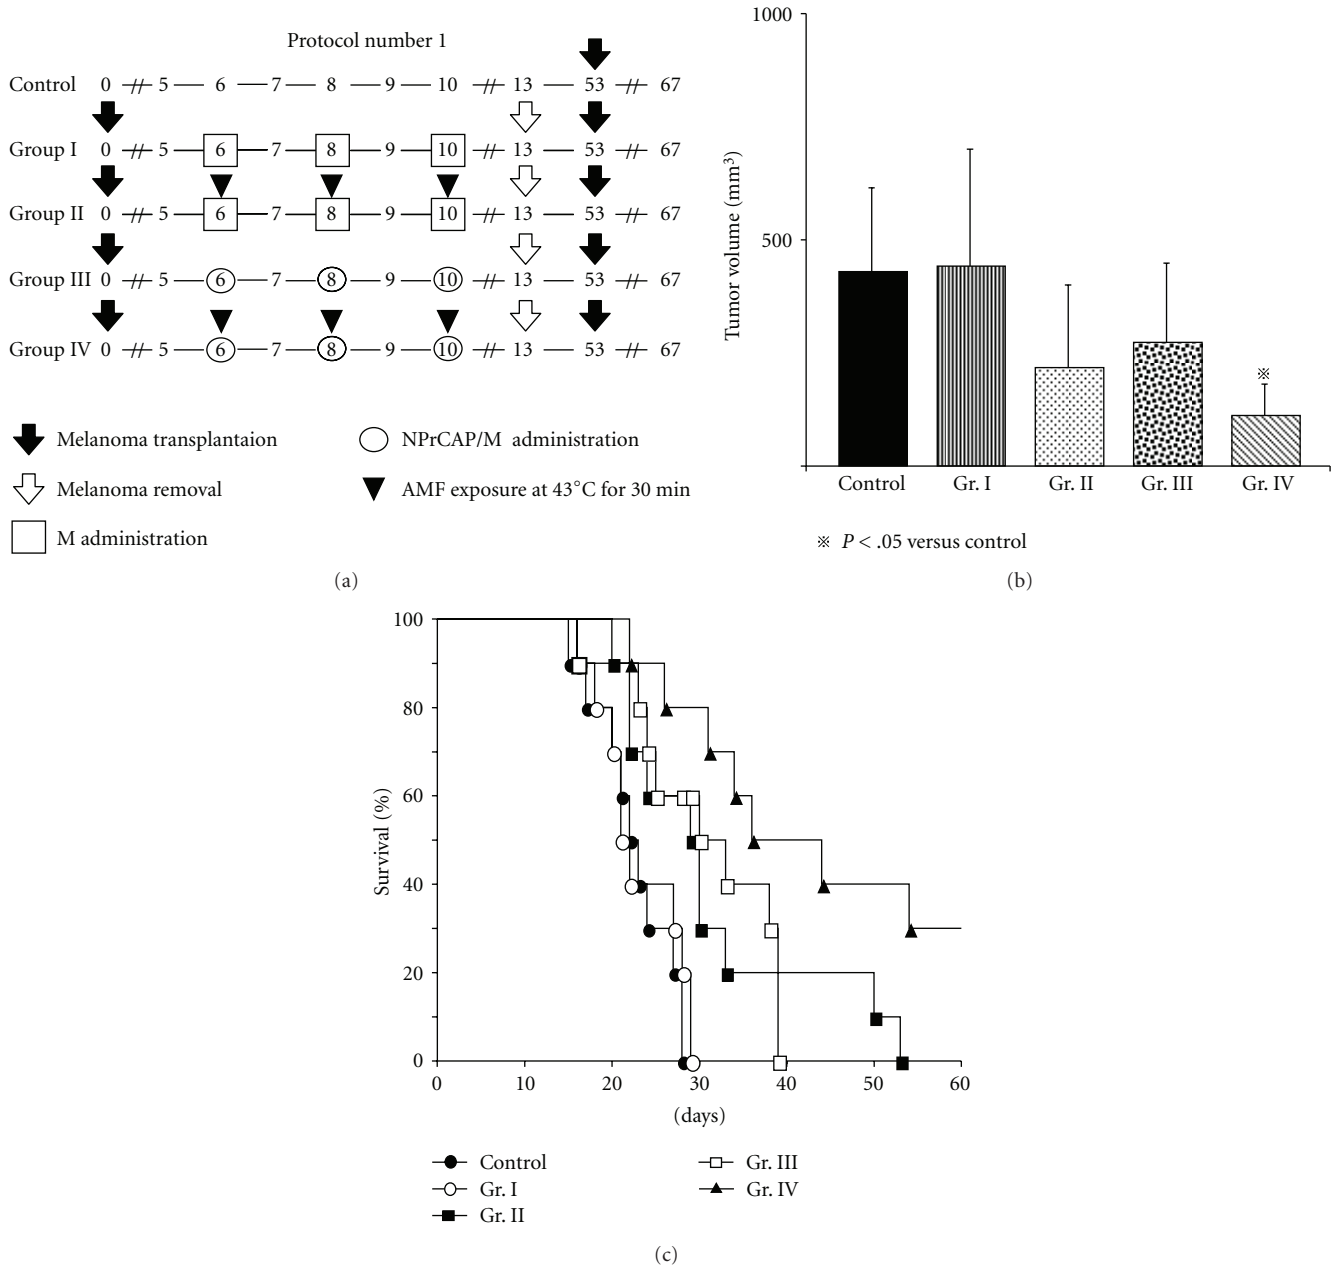 Protocol number 1
Control 0 5 6 7 8 9 10 13 53 67
Group I 0 5 6 7 8 9 10 13 53 67
Group II 0 5 6 7 8 9 10 13 53 67
Group III 0 5 6 7 8 9 10 13 53 67
Group IV 0 5 6 7 8 9 10 13 53 67
Melanoma transplantaion
Melanoma removal
M administration
NPrCAP/M administration
AMF exposure at 43°C for 30 min
(a)
Tumor volume (mm³)
1000
500
Control Gr. I Gr. II Gr. III Gr. IV
※
※ P < .05 versus control
(b)
Survival (%)
100
80
60
40
20
0
0 10 20 30 40 50 60
(days)
Control
Gr. I
Gr. II
Gr. III
Gr. IV
(c)